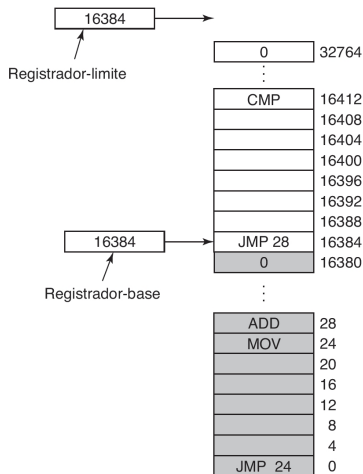 16384
0 32764
Registrador-limite
CMP 16412
16408
16404
16400
16396
16392
16388
16384 JMP 28 16384
0 16380
Registrador-base
ADD 28
MOV 24
20
16
12
8
4
JMP 24 0